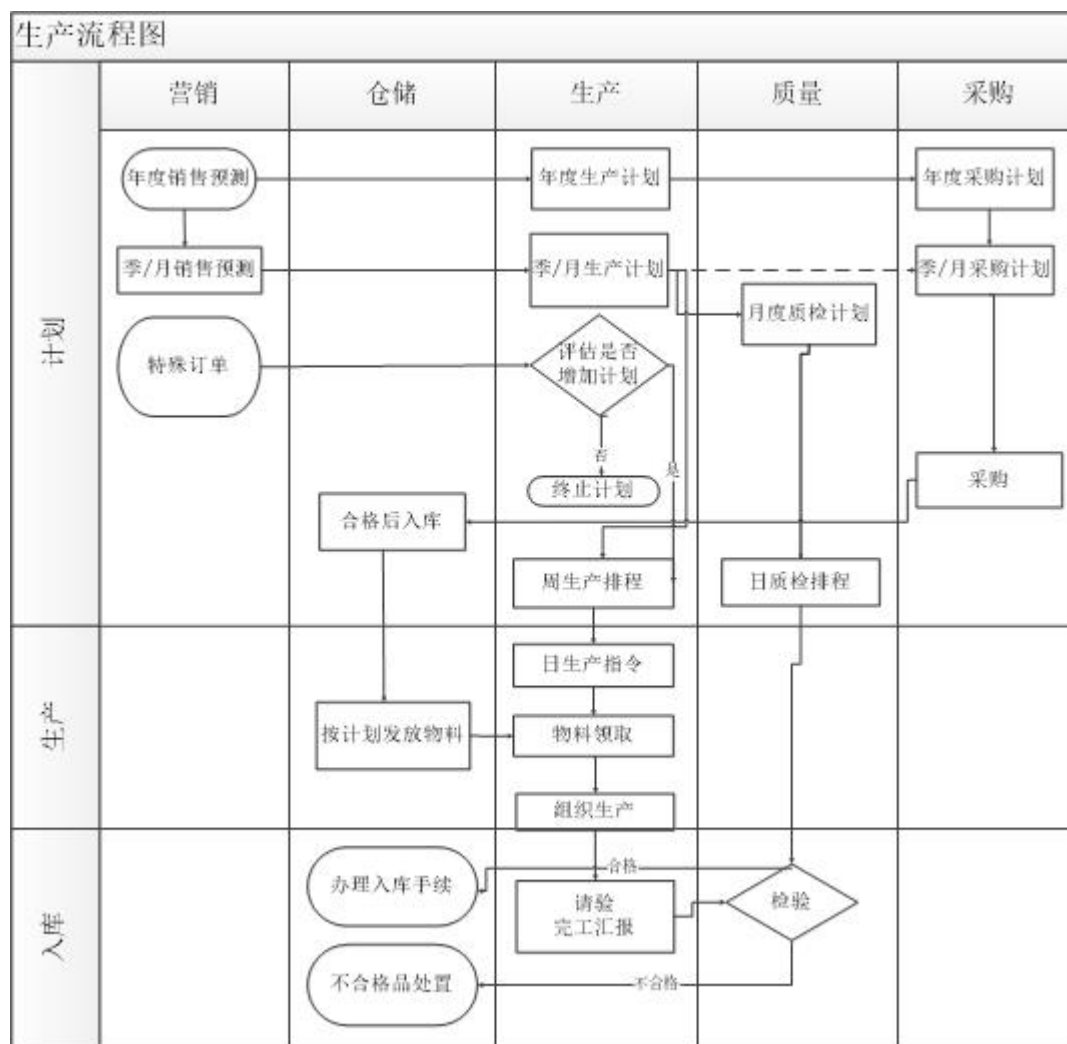 生产流程图
营销
仓储
生产
质量
采购
计划
年度销售预测
年度生产计划
年度采购计划
季/月销售预测
季/月生产计划
季/月采购计划
月度质检计划
特殊订单
评估是否
增加计划
否
是
终止计划
采购
合格后入库
周生产排程
日质检排程
生产
日生产指令
按计划发放物料
物料领取
组织生产
入库
办理入库手续
合格
请验
完工汇报
检验
不合格品处置
不合格